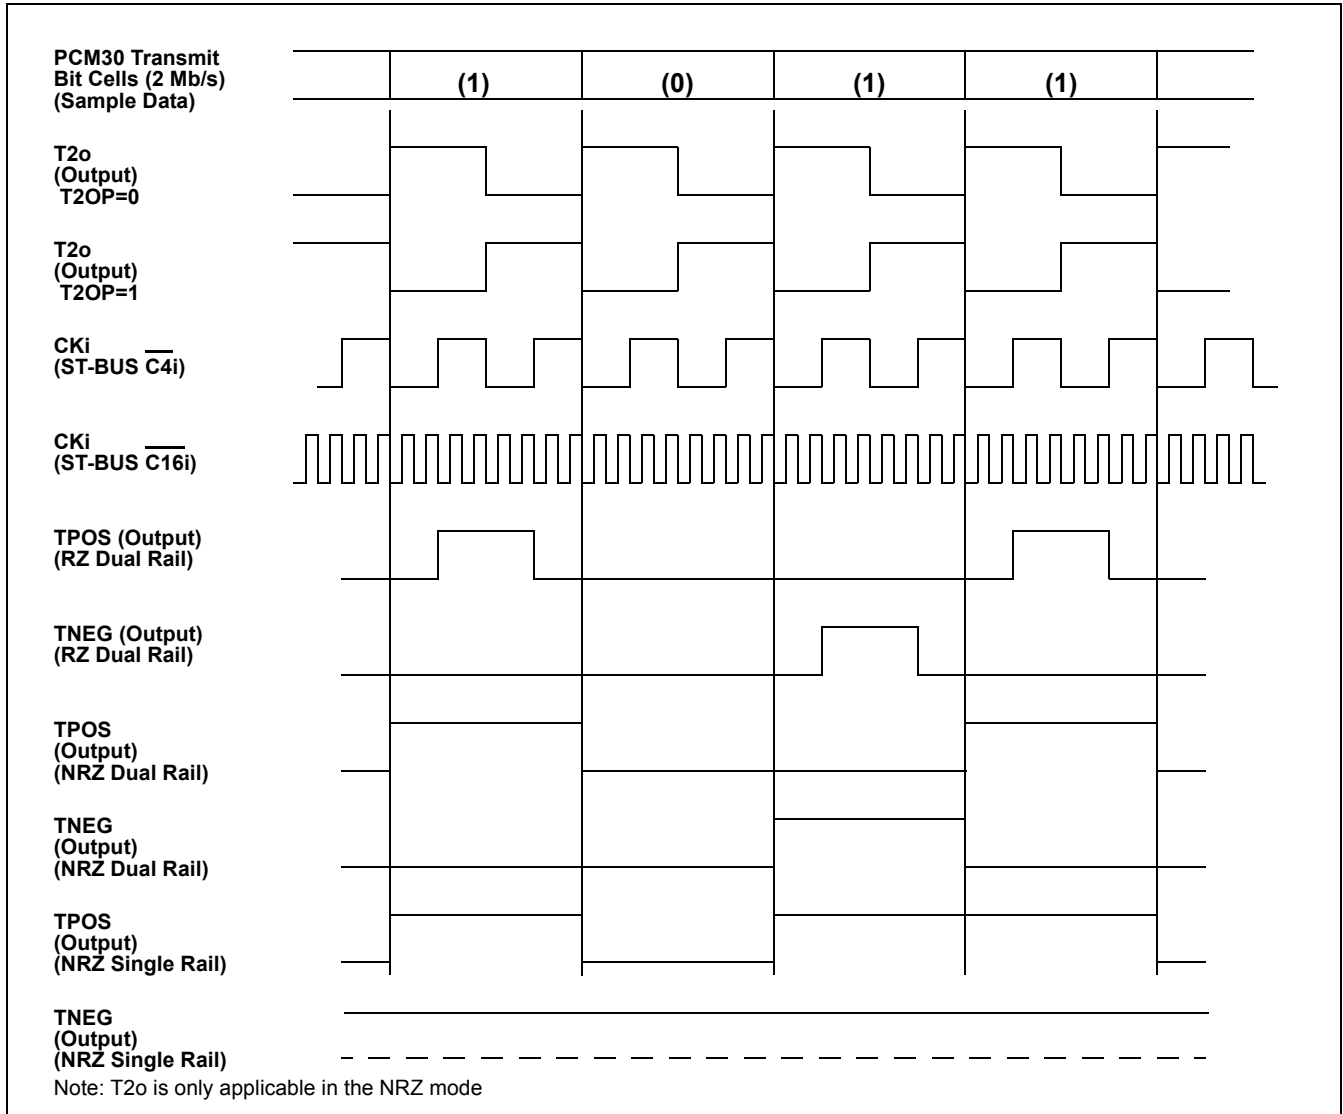 PCM30 Transmit
Bit Cells (2 Mb/s)
(Sample Data)
(1)
(0)
(1)
(1)
T2o
(Output)
T2OP=0
T2o
(Output)
T2OP=1
CKi
(ST-BUS C4i)
CKi
(ST-BUS C16i)
TPOS (Output)
(RZ Dual Rail)
TNEG (Output)
(RZ Dual Rail)
TPOS
(Output)
(NRZ Dual Rail)
TNEG
(Output)
(NRZ Dual Rail)
TPOS
(Output)
(NRZ Single Rail)
TNEG
(Output)
(NRZ Single Rail)
Note: T2o is only applicable in the NRZ mode